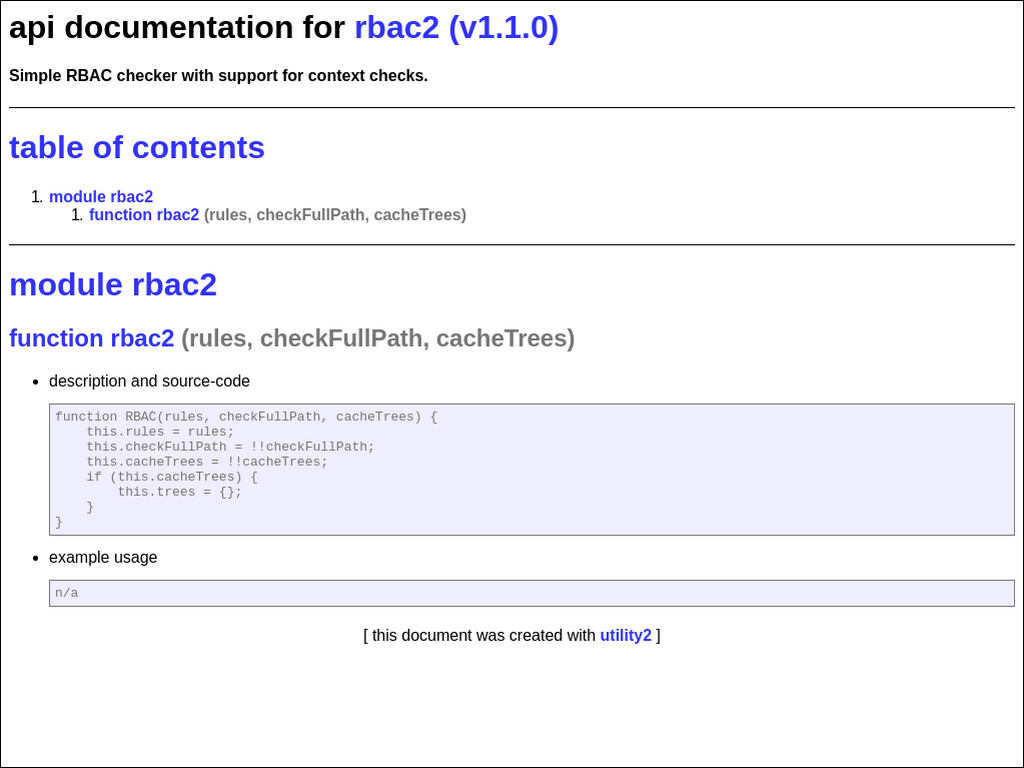 api documentation for rbac2 (v1.1.0)
Simple RBAC checker with support for context checks.
table of contents
1. module rbac2
1. function rbac2 (rules, checkFullPath, cacheTrees)
module rbac2
function rbac2 (rules, checkFullPath, cacheTrees)
• description and source-code
function RBAC(rules, checkFullPath, cacheTrees) {
    this.rules = rules;
    this.checkFullPath = !!checkFullPath;
    this.cacheTrees = !!cacheTrees;
    if (this.cacheTrees) {
        this.trees = {};
    }
}
• example usage
n/a
[ this document was created with utility2 ]